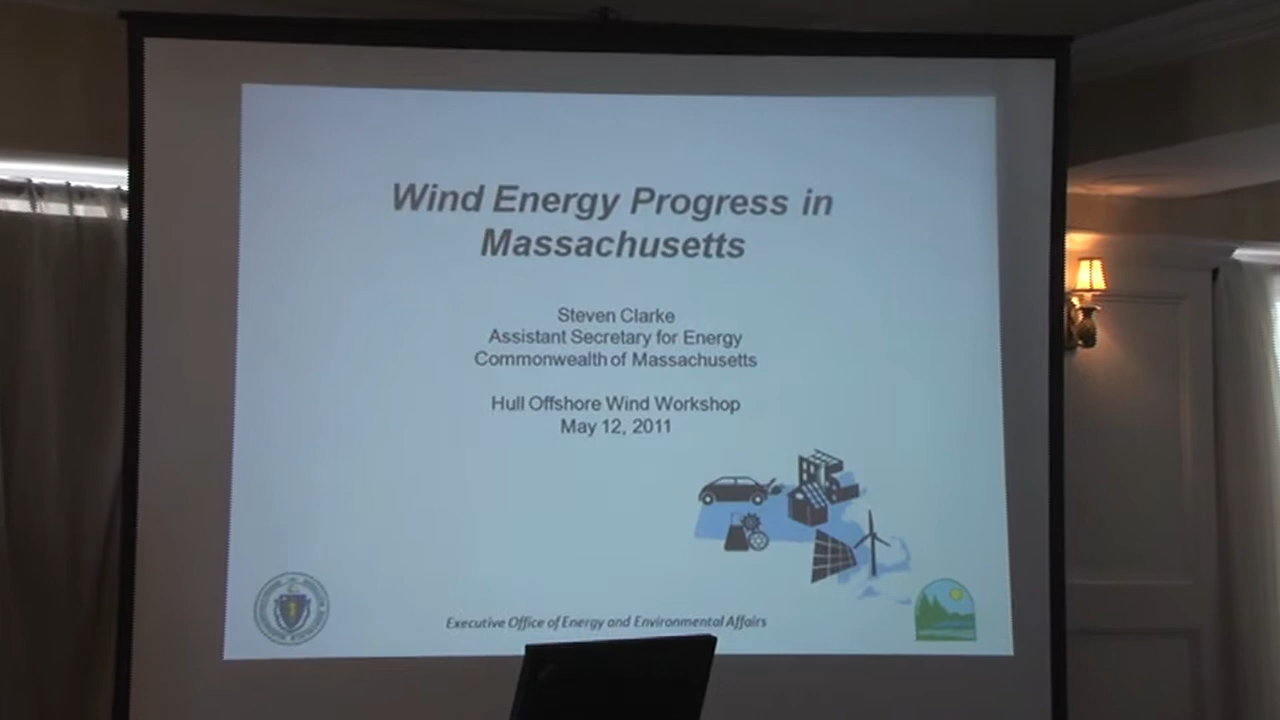 Wind Energy Progress in
Massachusetts
Steven Clarke
Assistant Secretary for Energy
Commonwealth of Massachusetts
Hull Offshore Wind Workshop
May 12, 2011
Executive Office of Energy and Environmental Affairs